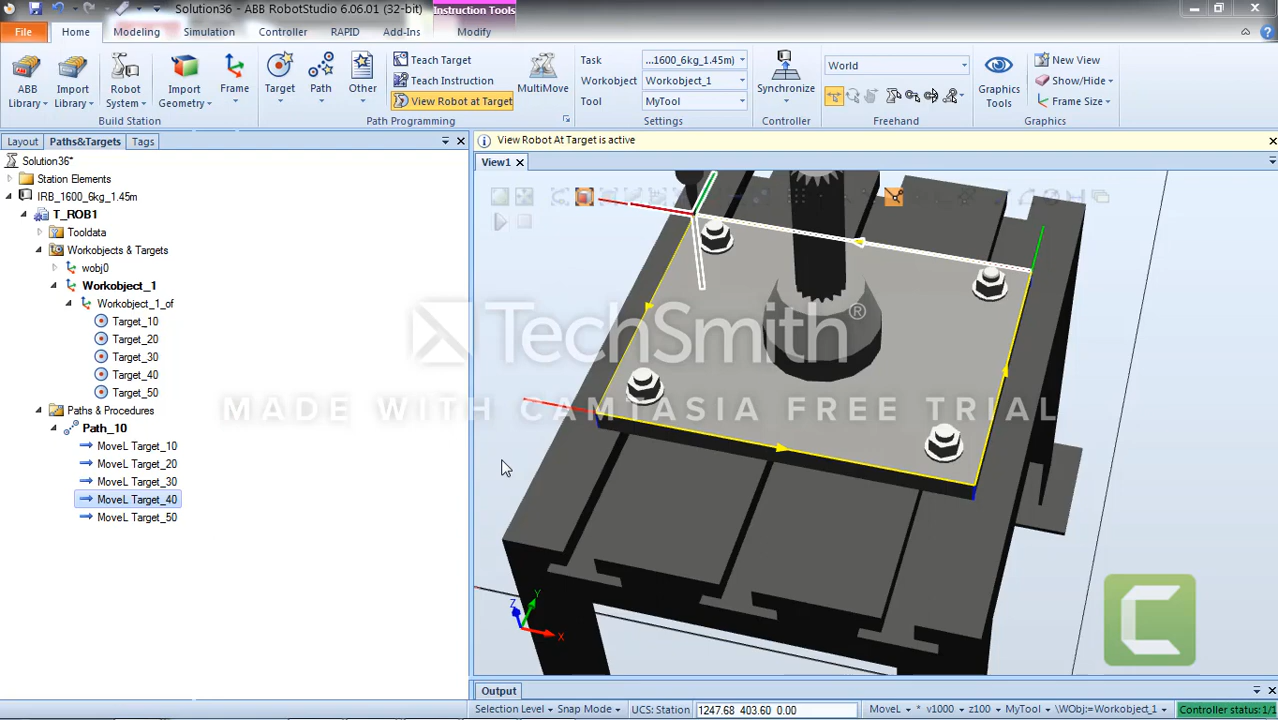 Solution36 - ABB RobotStudio 6.06.01 (32-bit)
Instruction Tools
File
Home
Modeling
Simulation
Controller
RAPID
Add-Ins
Modify
ABB Library
Import Library
Robot System
Import Geometry
Frame
Build Station
Target
Path
Other
Teach Target
Teach Instruction
View Robot at Target
MultiMove
Path Programming
Task
...1600_6kg_1.45m)
Workobject
Workobject_1
Tool
MyTool
Settings
Synchronize
Controller
World
Freehand
Graphics Tools
New View
Show/Hide
Frame Size
Graphics
Layout
Paths&Targets
Tags
View Robot At Target is active
View1
Solution36*
Station Elements
IRB_1600_6kg_1.45m
T_ROB1
Tooldata
Workobjects & Targets
wobj0
Workobject_1
Workobject_1_of
Target_10
Target_20
Target_30
Target_40
Target_50
Paths & Procedures
Path_10
MoveL Target_10
MoveL Target_20
MoveL Target_30
MoveL Target_40
MoveL Target_50
TechSmith®
MADE WITH CAMTASIA FREE TRIAL
Z
Y
X
C
Output
Selection Level
Snap Mode
UCS: Station
1247.68 403.60 0.00
MoveL
* v1000
z100
MyTool
\WObj:=Workobject_1
Controller status:1/1